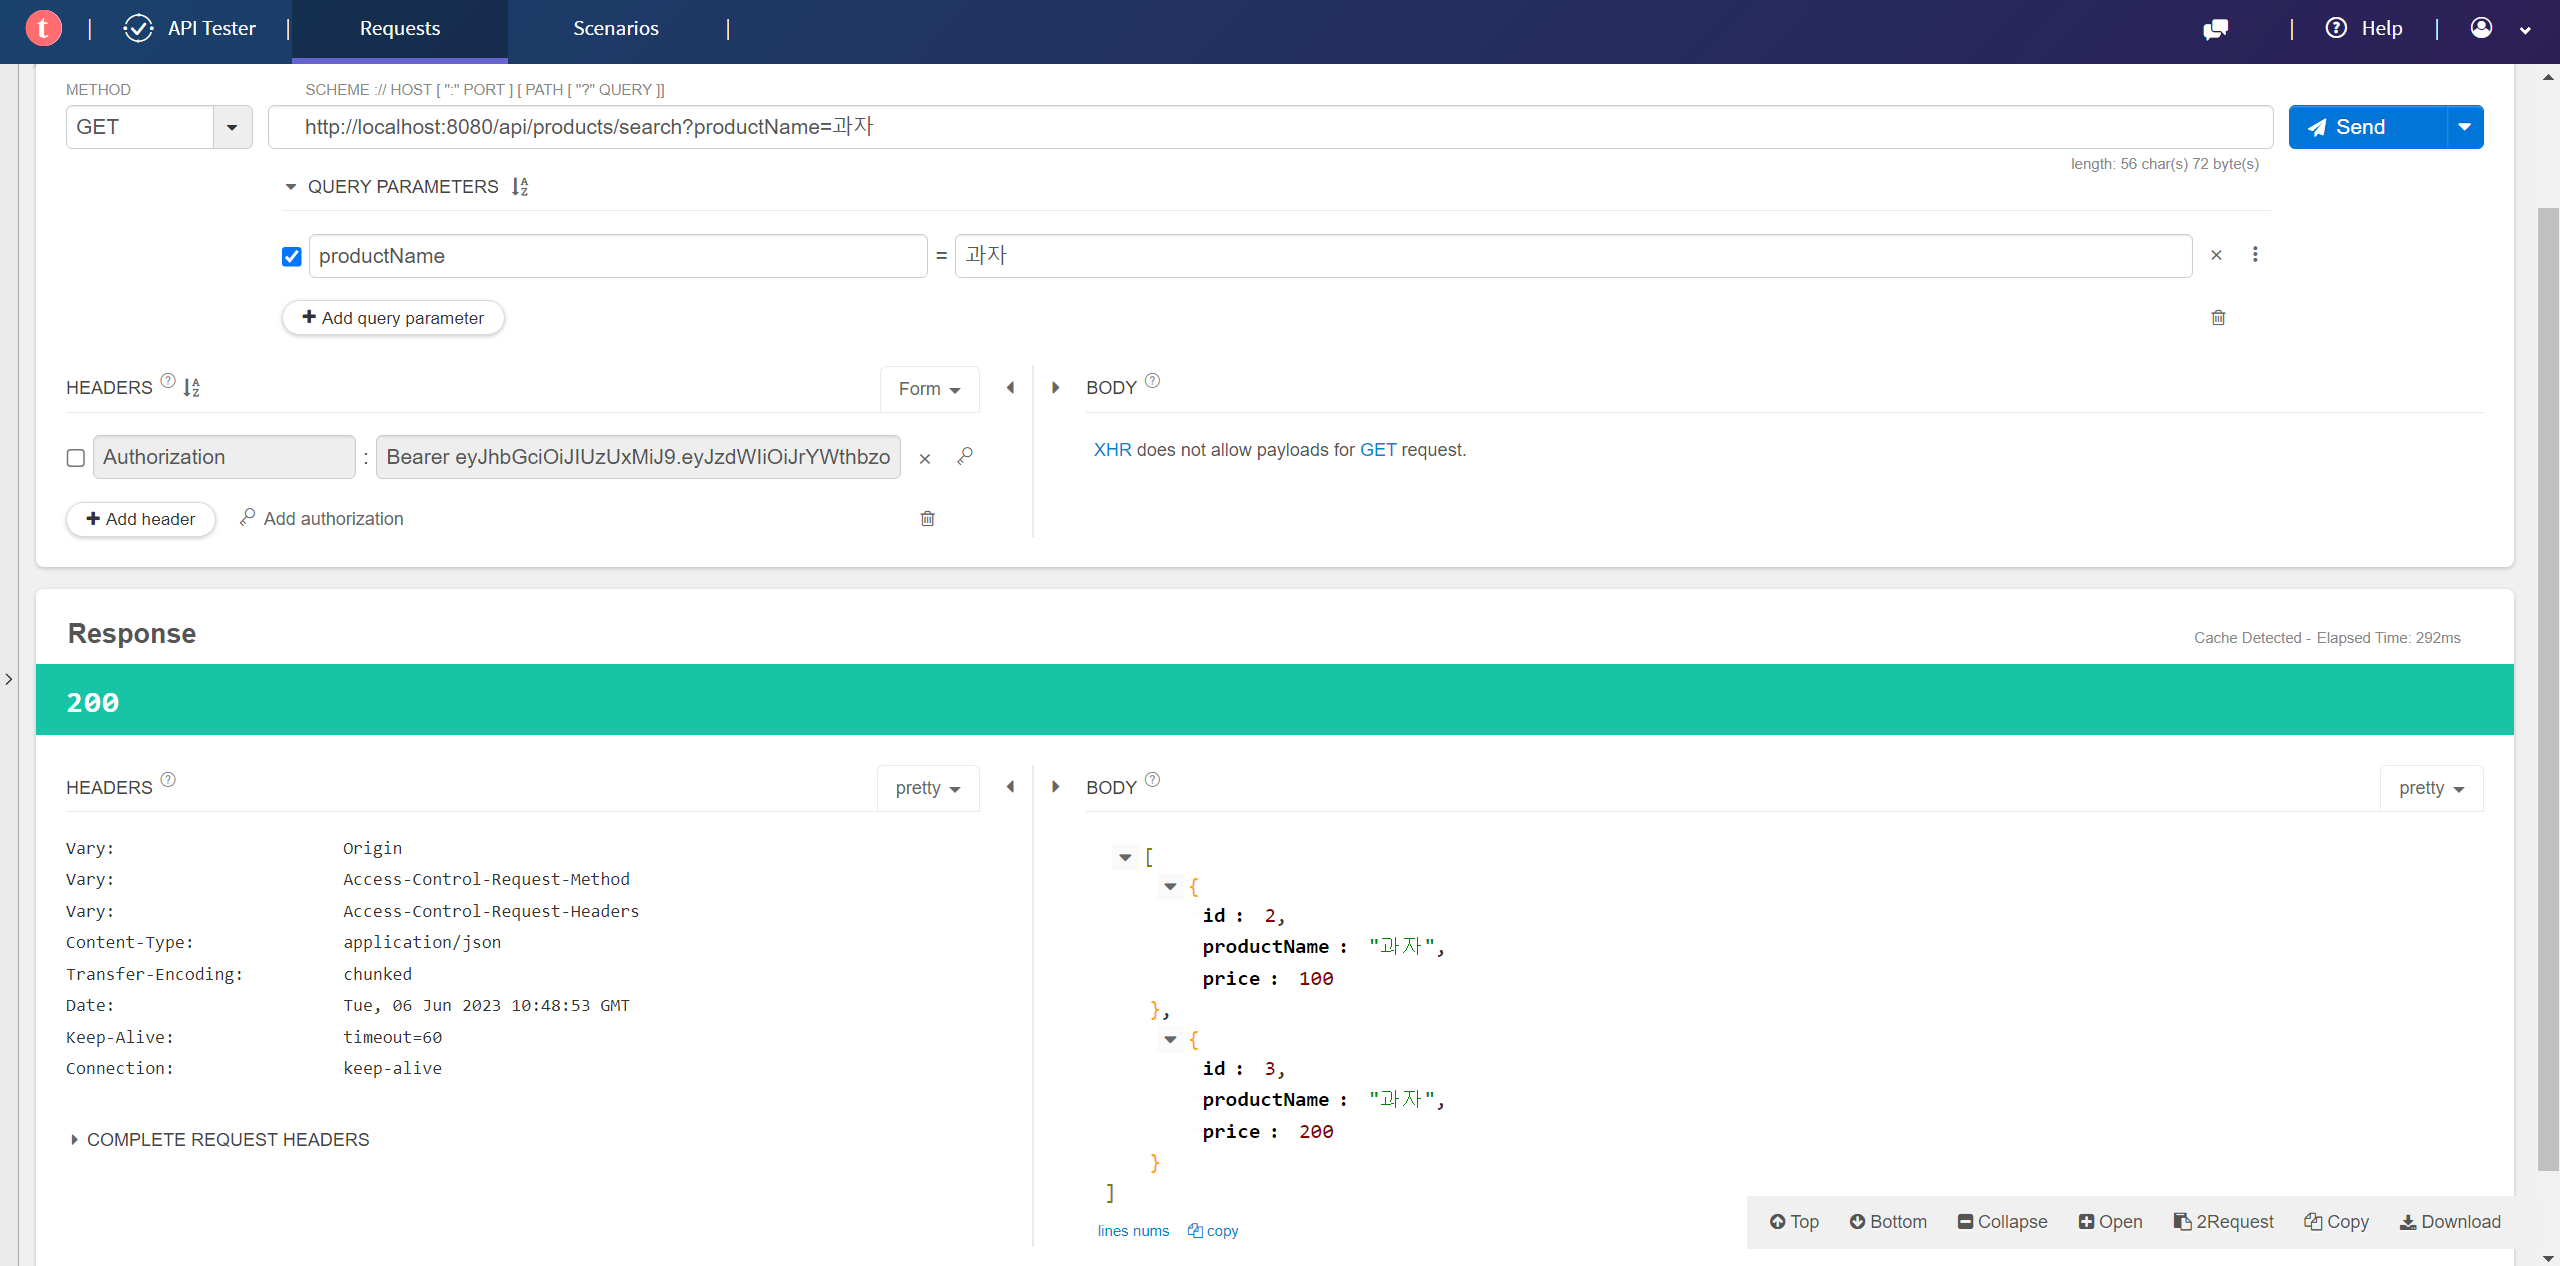 t | API Tester | Requests Scenarios | | Help |
METHOD SCHEME :// HOST [ ":" PORT ] [ PATH [ "?" QUERY ]]
GET http://localhost:8080/api/products/search?productName=과자 Send
length: 56 char(s) 72 byte(s)
QUERY PARAMETERS
productName = 과자
Add query parameter
HEADERS ? Form
Authorization : Bearer eyJhbGciOiJIUzUxMiJ9.eyJzdWIiOiJrYWthbzo
Add header Add authorization
BODY ?
XHR does not allow payloads for GET request.
Response
Cache Detected - Elapsed Time: 292ms
200
HEADERS ? pretty
Vary: Origin
Vary: Access-Control-Request-Method
Vary: Access-Control-Request-Headers
Content-Type: application/json
Transfer-Encoding: chunked
Date: Tue, 06 Jun 2023 10:48:53 GMT
Keep-Alive: timeout=60
Connection: keep-alive
COMPLETE REQUEST HEADERS
BODY ? pretty
[
{
id : 2,
productName : "과자",
price : 100
},
{
id : 3,
productName : "과자",
price : 200
}
]
lines nums copy
Top Bottom Collapse Open 2Request Copy Download